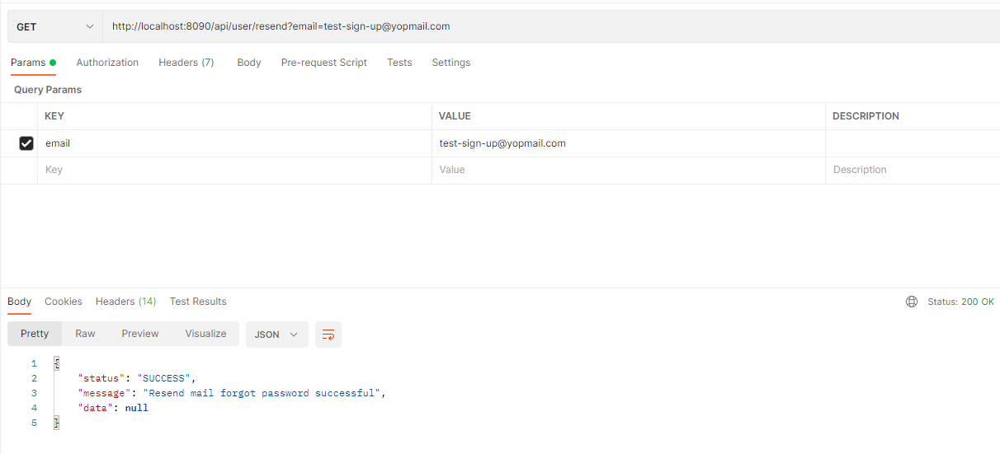 GET http://localhost:8090/api/user/resend?email=test-sign-up@yopmail.com
Params Authorization Headers (7) Body Pre-request Script Tests Settings
Query Params
KEY VALUE DESCRIPTION
email test-sign-up@yopmail.com
Key Value Description
Body Cookies Headers (14) Test Results Status: 200 OK
Pretty Raw Preview Visualize JSON
1 {
2 "status": "SUCCESS",
3 "message": "Resend mail forgot password successful",
4 "data": null
5 }